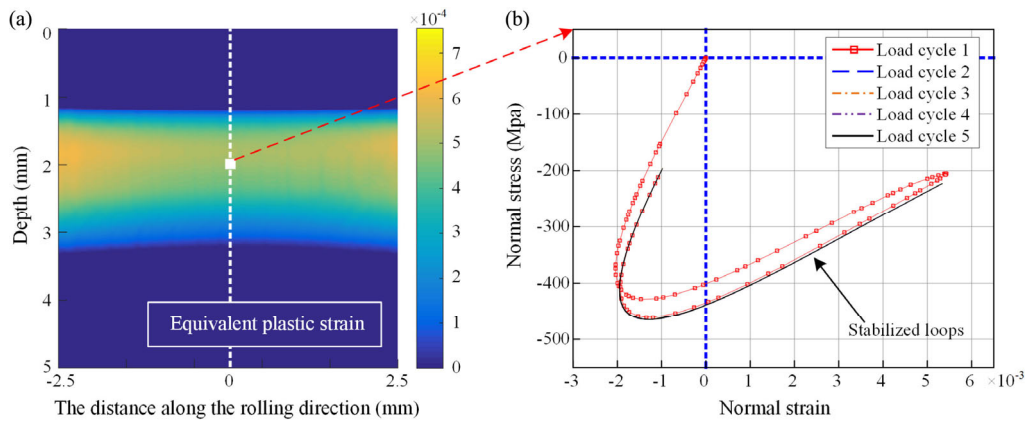 (a)
×10⁻⁴
7
6
5
4
3
2
1
0
0
1
2
3
4
5
Depth (mm)
Equivalent plastic strain
-2.5
0
2.5
The distance along the rolling direction (mm)
(b)
0
-100
-200
-300
-400
-500
Normal stress (Mpa)
Load cycle 1
Load cycle 2
Load cycle 3
Load cycle 4
Load cycle 5
Stabilized loops
-3
-2
-1
0
1
2
3
4
5
6
×10⁻³
Normal strain